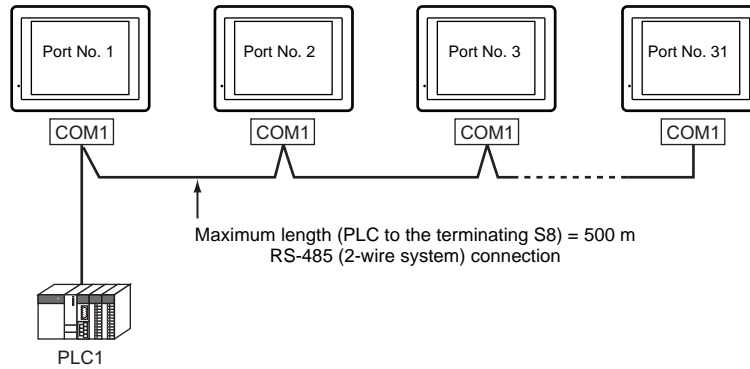 Port No. 1
Port No. 2
Port No. 3
Port No. 31
COM1
COM1
COM1
COM1
Maximum length (PLC to the terminating S8) = 500 m
RS-485 (2-wire system) connection
PLC1